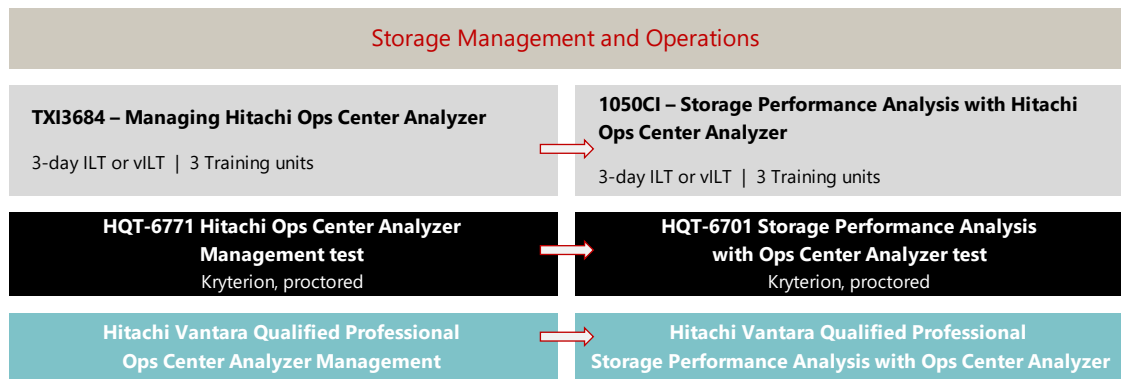 Storage Management and Operations
TXI3684 – Managing Hitachi Ops Center Analyzer
3-day ILT or vILT | 3 Training units
1050CI – Storage Performance Analysis with Hitachi
Ops Center Analyzer
3-day ILT or vILT | 3 Training units
HQT-6771 Hitachi Ops Center Analyzer
Management test
Kryterion, proctored
HQT-6701 Storage Performance Analysis
with Ops Center Analyzer test
Kryterion, proctored
Hitachi Vantara Qualified Professional
Ops Center Analyzer Management
Hitachi Vantara Qualified Professional
Storage Performance Analysis with Ops Center Analyzer